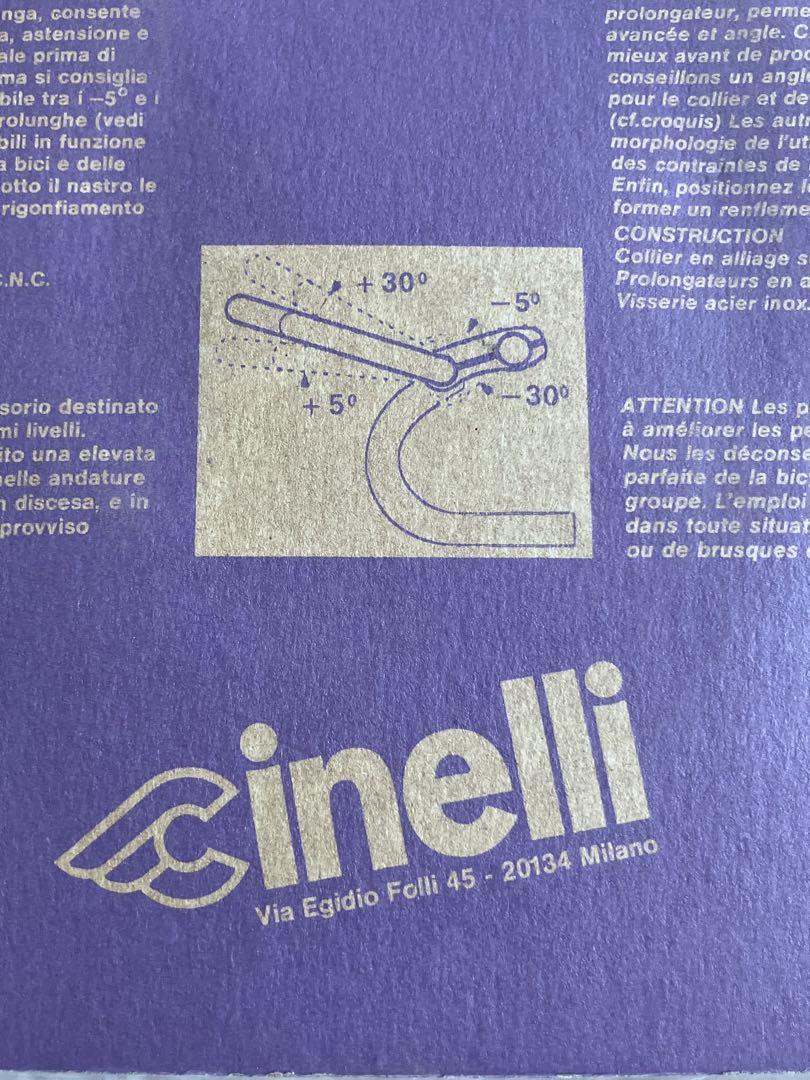 nga, consente
a, astensione e
ale prima di
ma si consiglia
bile tra i –5° e i
rolunghe (vedi
bili in funzione
a bici e delle
otto il nastro le
rigonfiamento
C.N.C.
sorio destinato
mi livelli.
ito una elevata
nelle andature
n discesa, e in
provviso
+ 30°
– 5°
+ 5°
– 30°
prolongateur, perme
avancée et angle. C
mieux avant de proc
conseillons un angle
pour le collier et de
(cf.croquis) Les autr
morphologie de l'ut
des contraintes de
Enfin, positionnez l
former un renfleme
CONSTRUCTION
Collier en alliage s
Prolongateurs en a
Visserie acier inox.
ATTENTION Les p
à améliorer les pe
Nous les déconse
parfaite de la bic
groupe. L'emploi
dans toute situat
ou de brusques
cinelli
Via Egidio Folli 45 - 20134 Milano